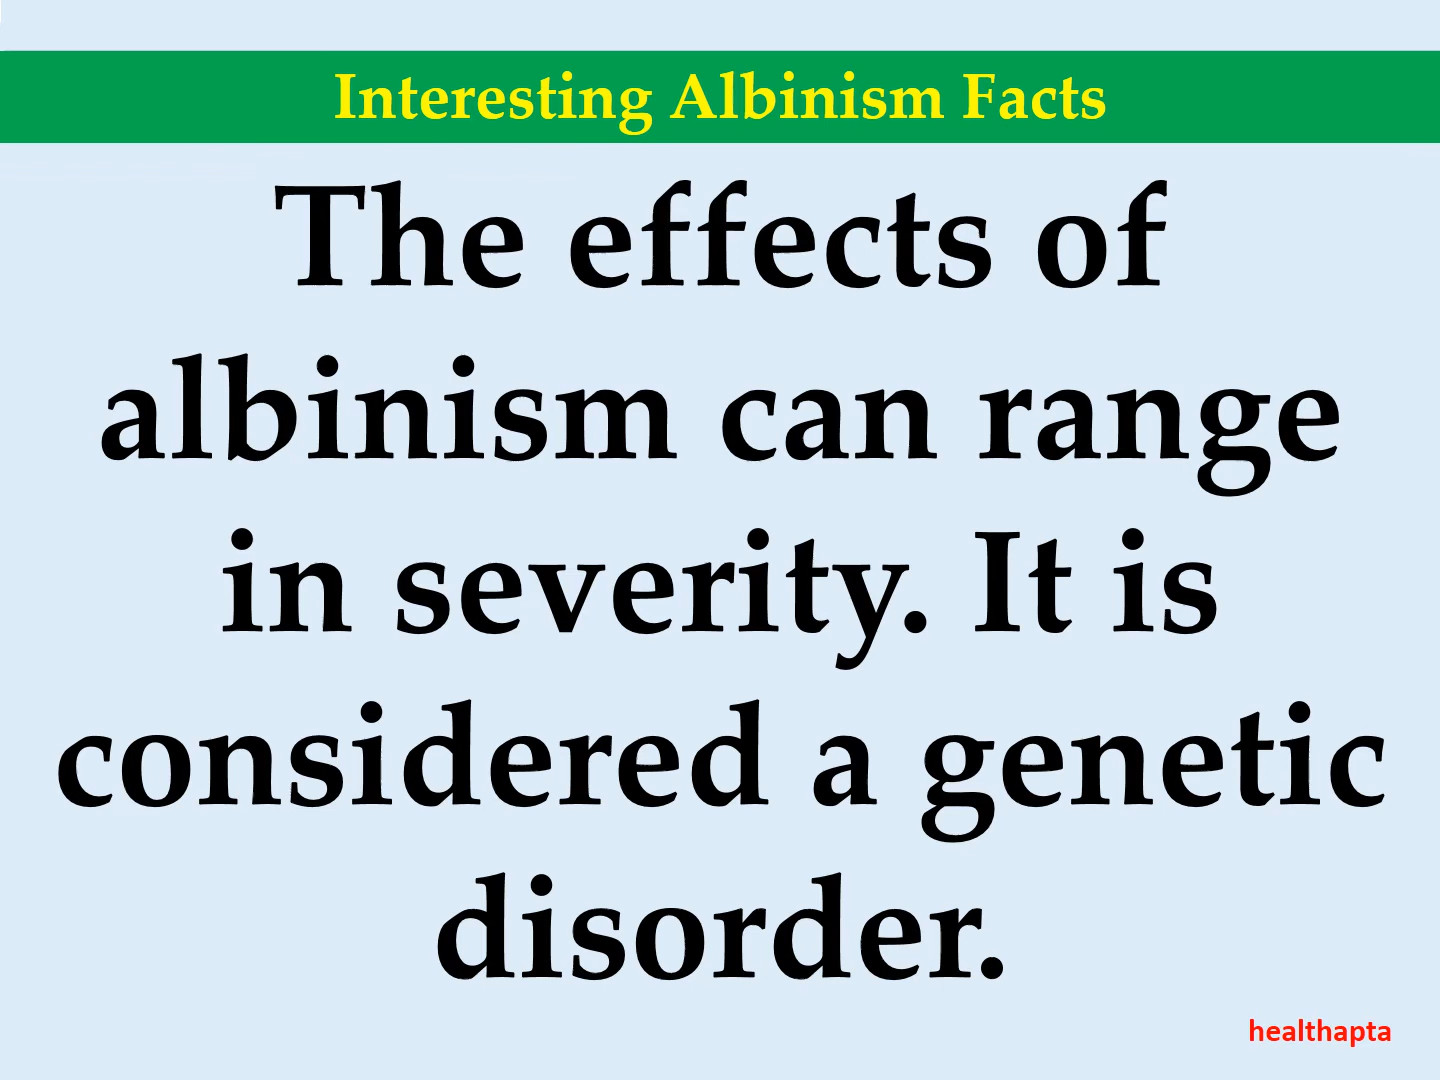 Interesting Albinism Facts
The effects of
albinism can range
in severity. It is
considered a genetic
disorder.
healthapta